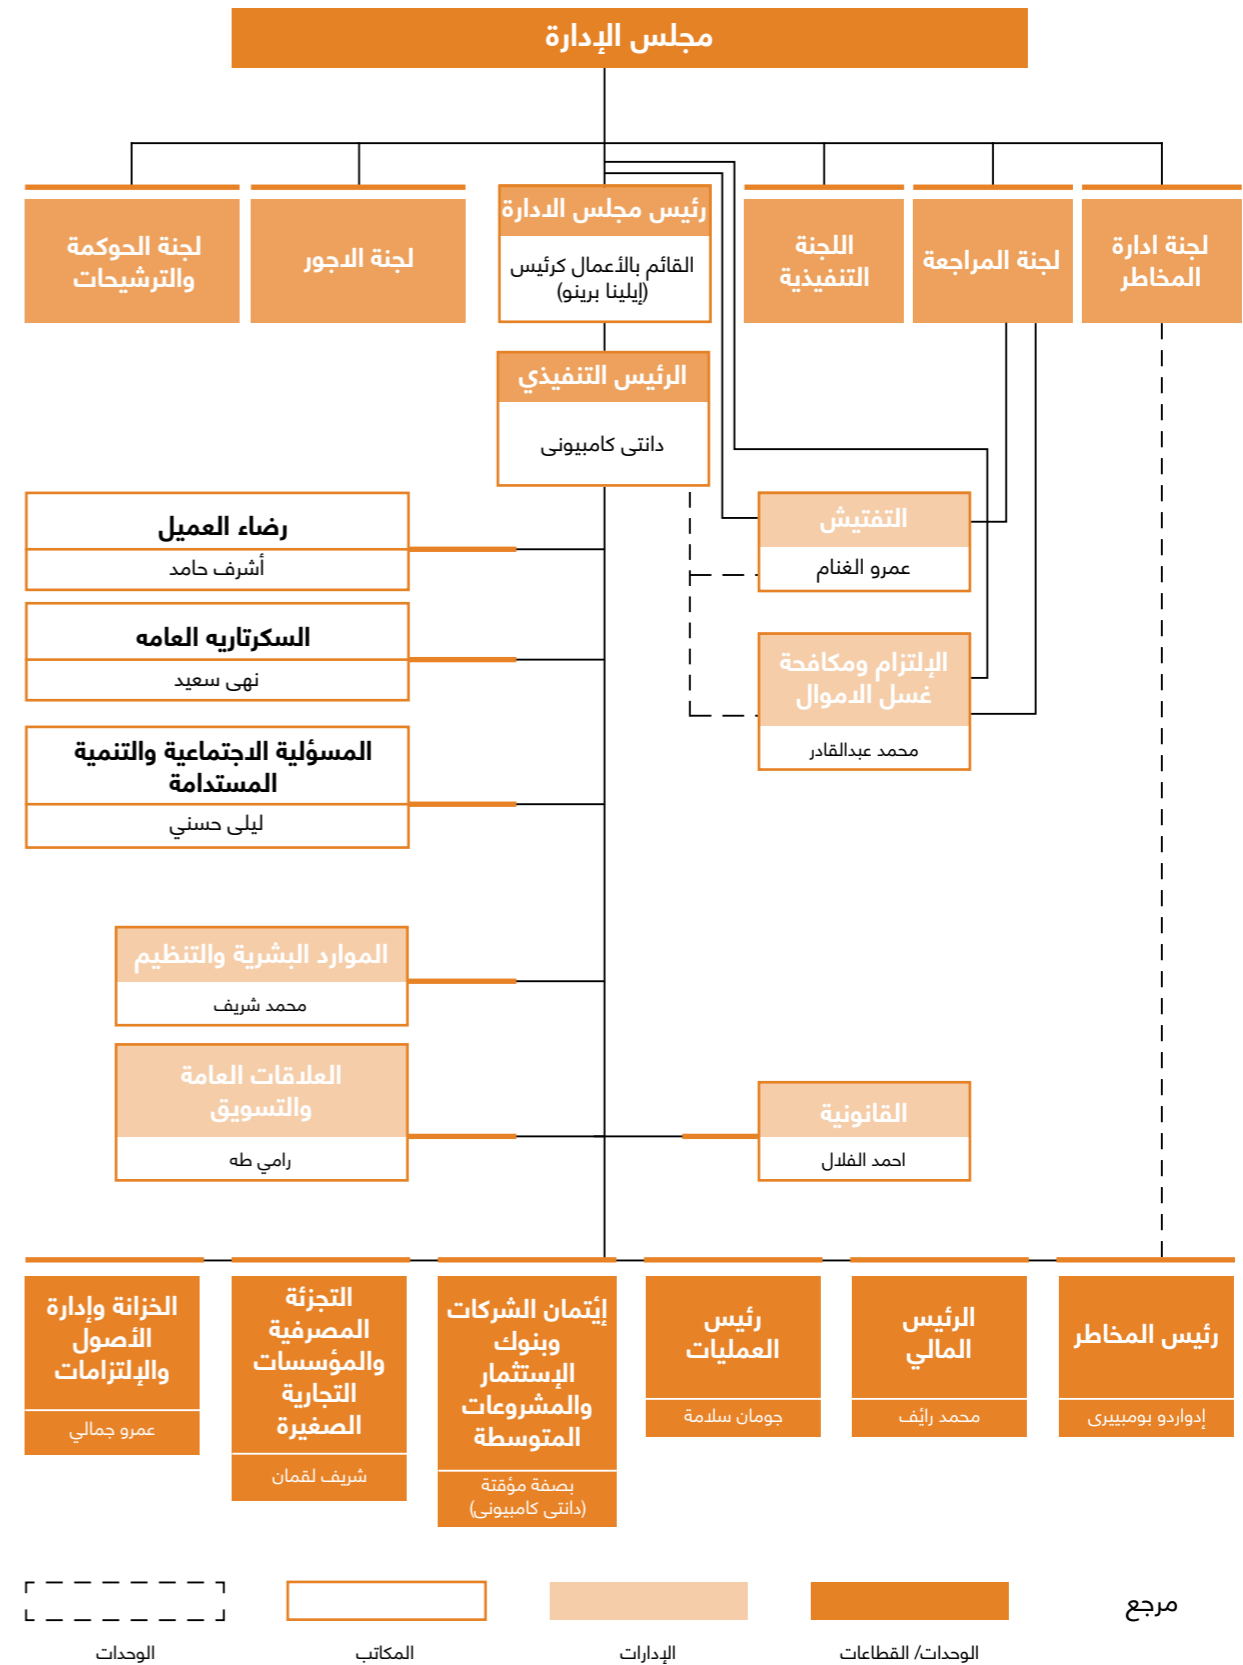 مجلس الإدارة
لجنة ادارة
المخاطر
لجنة المراجعة
اللجنة
التنفيذية
رئيس مجلس الادارة
القائم بالأعمال كرئيس
(إيلينا برينو)
لجنة الاجور
لجنة الحوكمة
والترشيحات
الرئيس التنفيذي
دانتى كامبيونى
التفتيش
عمرو الغنام
رضاء العميل
أشرف حامد
السكرتاريه العامه
نهى سعيد
الإلتزام ومكافحة
غسل الاموال
محمد عبدالقادر
المسؤلية الاجتماعية والتنمية
المستدامة
ليلى حسني
الموارد البشرية والتنظيم
محمد شريف
العلاقات العامة
والتسويق
رامي طه
القانونية
احمد الفلال
رئيس المخاطر
إدواردو بومبييرى
الرئيس
المالي
محمد رائف
رئيس
العمليات
جومان سلامة
إئتمان الشركات
وبنوك
الإستثمار
والمشروعات
المتوسطة
بصفة مؤقتة
(دانتى كامبيونى)
التجزئة
المصرفية
والمؤسسات
التجارية
الصغيرة
شريف لقمان
الخزانة وإدارة
الأصول
والإلتزامات
عمرو جمالي
مرجع
الوحدات/ القطاعات
الإدارات
المكاتب
الوحدات